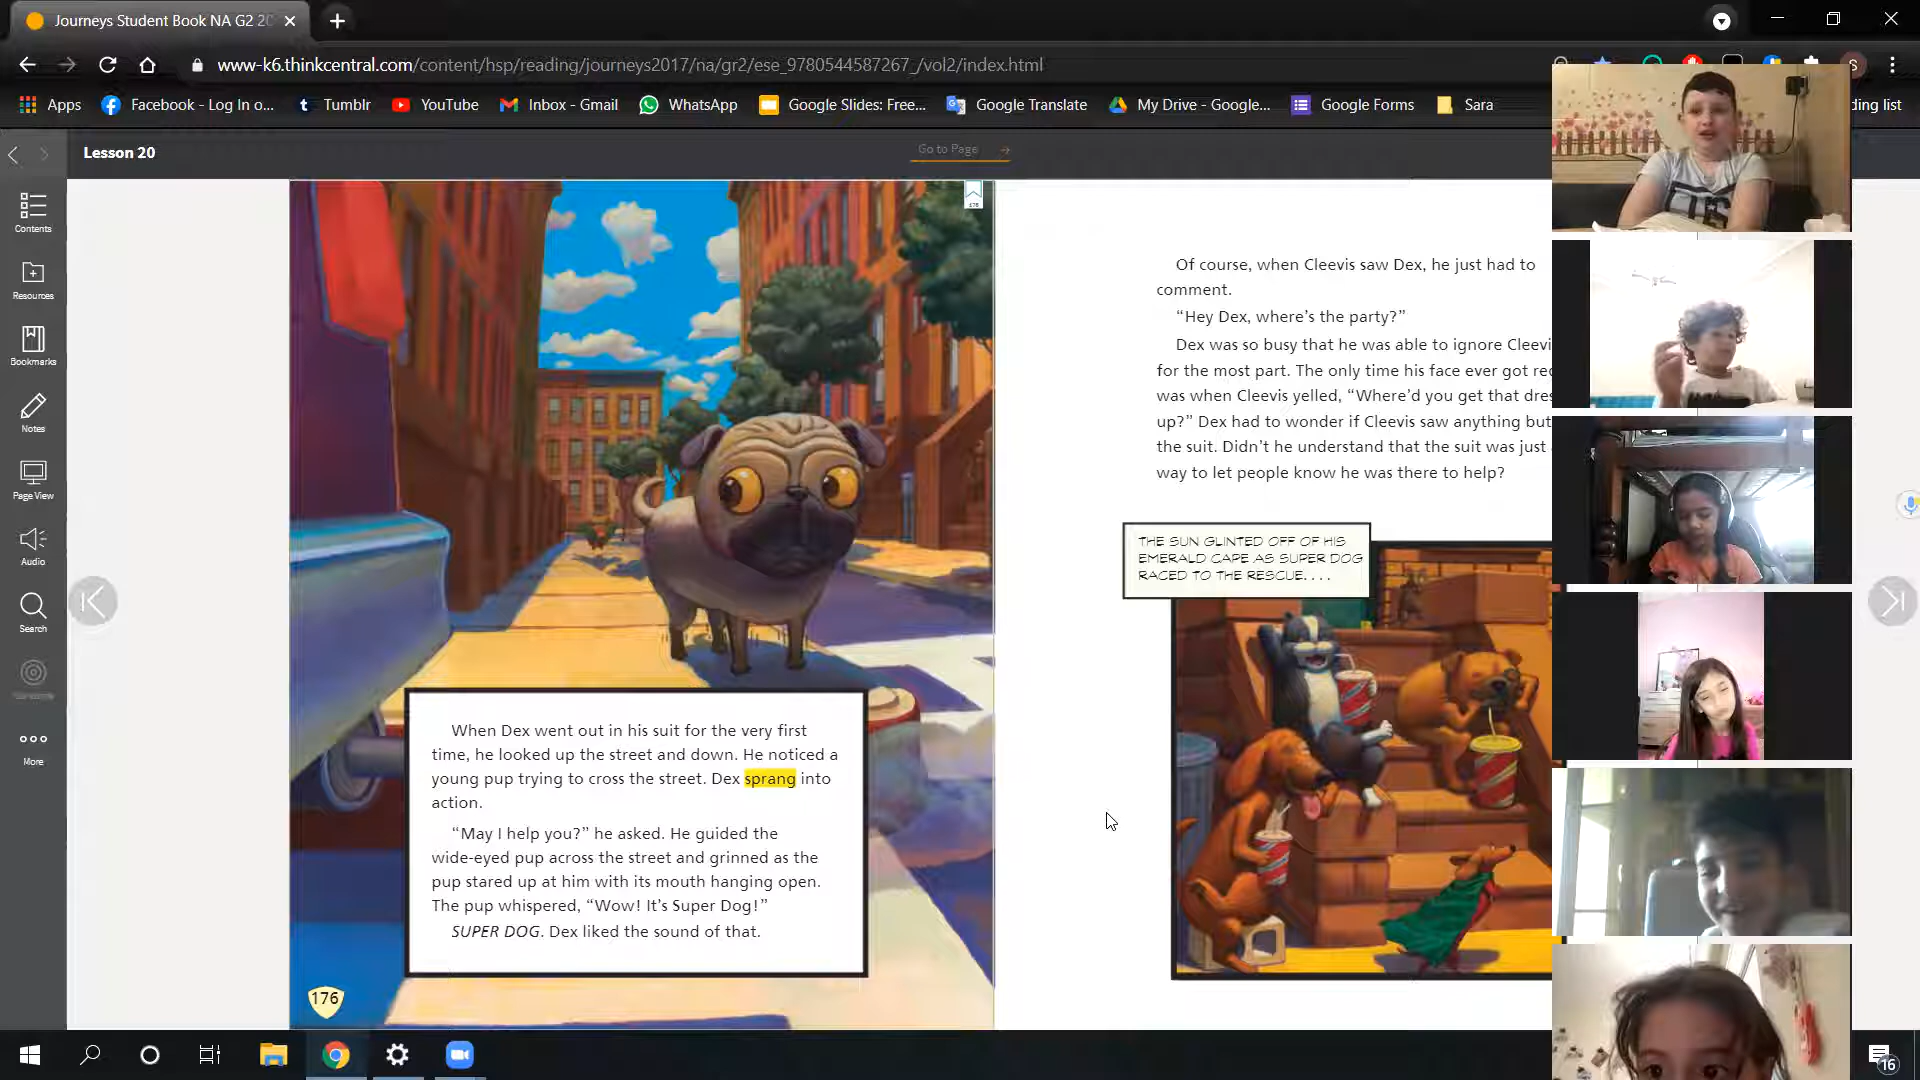 Journeys Student Book NA G2 20
www-k6.thinkcentral.com/content/hsp/reading/journeys2017/na/gr2/ese_9780544587267_/vol2/index.html
S
Apps Facebook - Log In o... Tumblr YouTube Inbox - Gmail WhatsApp Google Slides: Free... Google Translate My Drive - Google... Google Forms Sara ding list
Lesson 20
Go to Page
Contents
Resources
Bookmarks
Notes
Page View
Audio
Search
More
When Dex went out in his suit for the very first
time, he looked up the street and down. He noticed a
young pup trying to cross the street. Dex sprang into
action.
“May I help you?” he asked. He guided the
wide-eyed pup across the street and grinned as the
pup stared up at him with its mouth hanging open.
The pup whispered, “Wow! It’s Super Dog!”
SUPER DOG. Dex liked the sound of that.
176
Of course, when Cleevis saw Dex, he just had to
comment.
“Hey Dex, where’s the party?”
Dex was so busy that he was able to ignore Cleevi
for the most part. The only time his face ever got re
was when Cleevis yelled, “Where’d you get that dres
up?” Dex had to wonder if Cleevis saw anything but
the suit. Didn’t he understand that the suit was just
way to let people know he was there to help?
THE SUN GLINTED OFF OF HIS
EMERALD CAPE AS SUPER DOG
RACED TO THE RESCUE. . . .
16